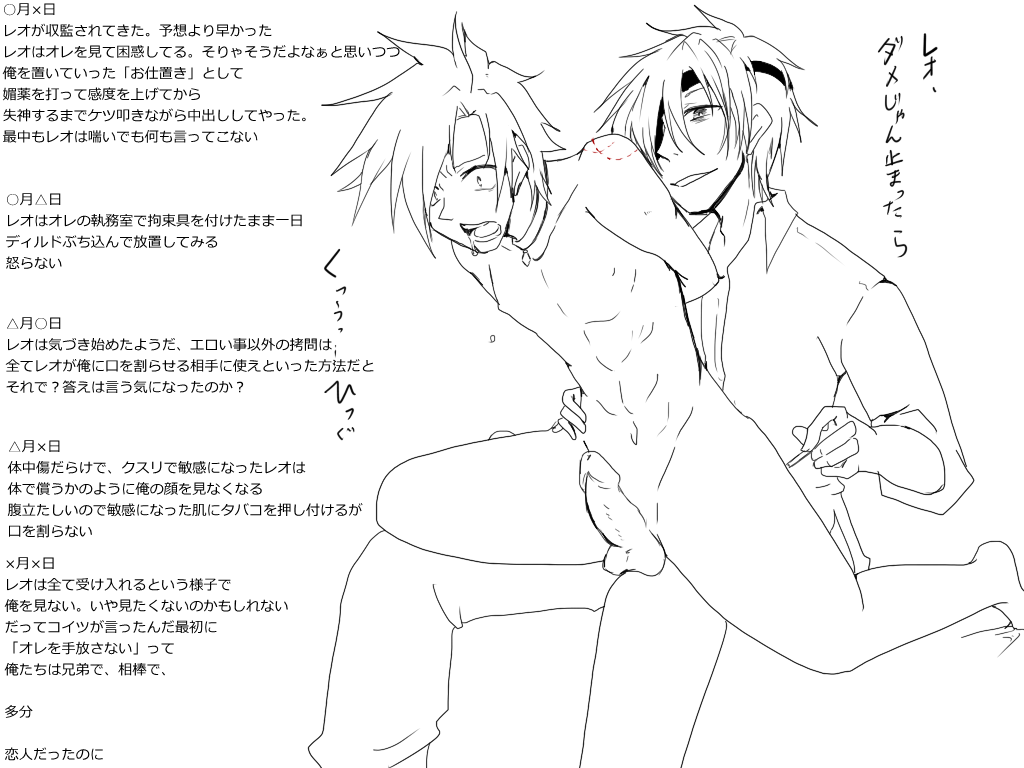 ○月×日
レオが収監されてきた。予想より早かった
レオはオレを見て困惑してる。そりゃそうだよなぁと思いつつ
俺を置いていった「お仕置き」として
媚薬を打って感度を上げてから
失神するまでケツ叩きながら中出ししてやった。
最中もレオは喘いでも何も言ってこない
○月△日
レオはオレの執務室で拘束具を付けたまま一日
ディルドぶち込んで放置してみる
怒らない
△月○日
レオは気づき始めたようだ、エロい事以外の拷問は
全てレオが俺に口を割らせる相手に使えといった方法だと
それで？答えは言う気になったのか？
△月×日
体中傷だらけで、クスリで敏感になったレオは
体で償うかのように俺の顔を見なくなる
腹立たしいので敏感になった肌にタバコを押し付けるが
口を割らない
×月×日
レオは全て受け入れるという様子で
俺を見ない。いや見たくないのかもしれない
だってコイツが言ったんだ最初に
「オレを手放さない」って
俺たちは兄弟で、相棒で、
多分
恋人だったのに
レオ、
ダメじゃん止まったら
くっううっ
ひっぐ